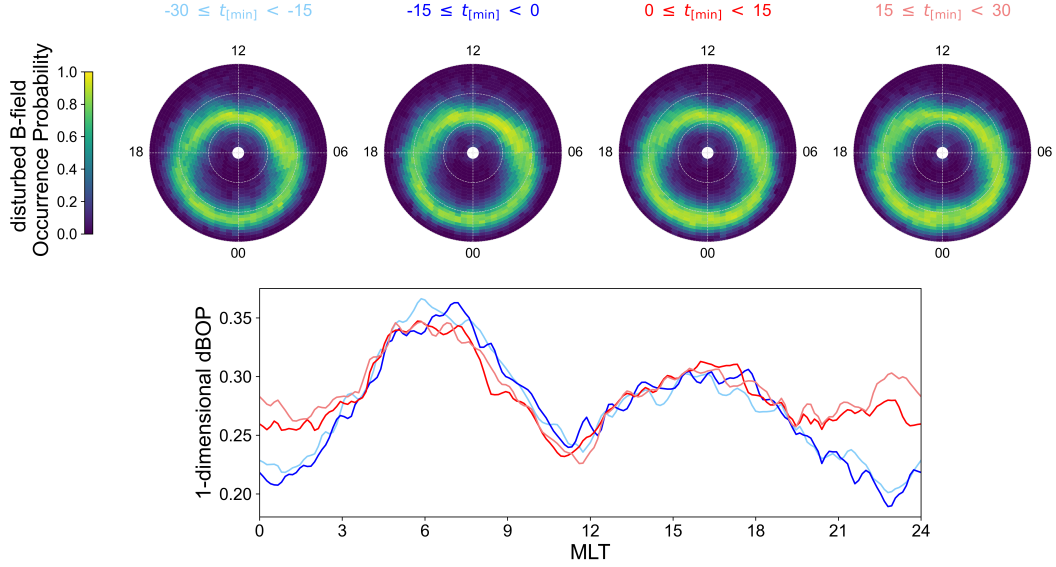 -30 ≤ t[min] < -15
-15 ≤ t[min] < 0
0 ≤ t[min] < 15
15 ≤ t[min] < 30
disturbed B-field
Occurrence Probability
1.0
0.8
0.6
0.4
0.2
0.0
12
18
06
00
12
18
06
00
12
18
06
00
12
18
06
00
1-dimensional dBOP
0.35
0.30
0.25
0.20
0 3 6 9 12 15 18 21 24
MLT